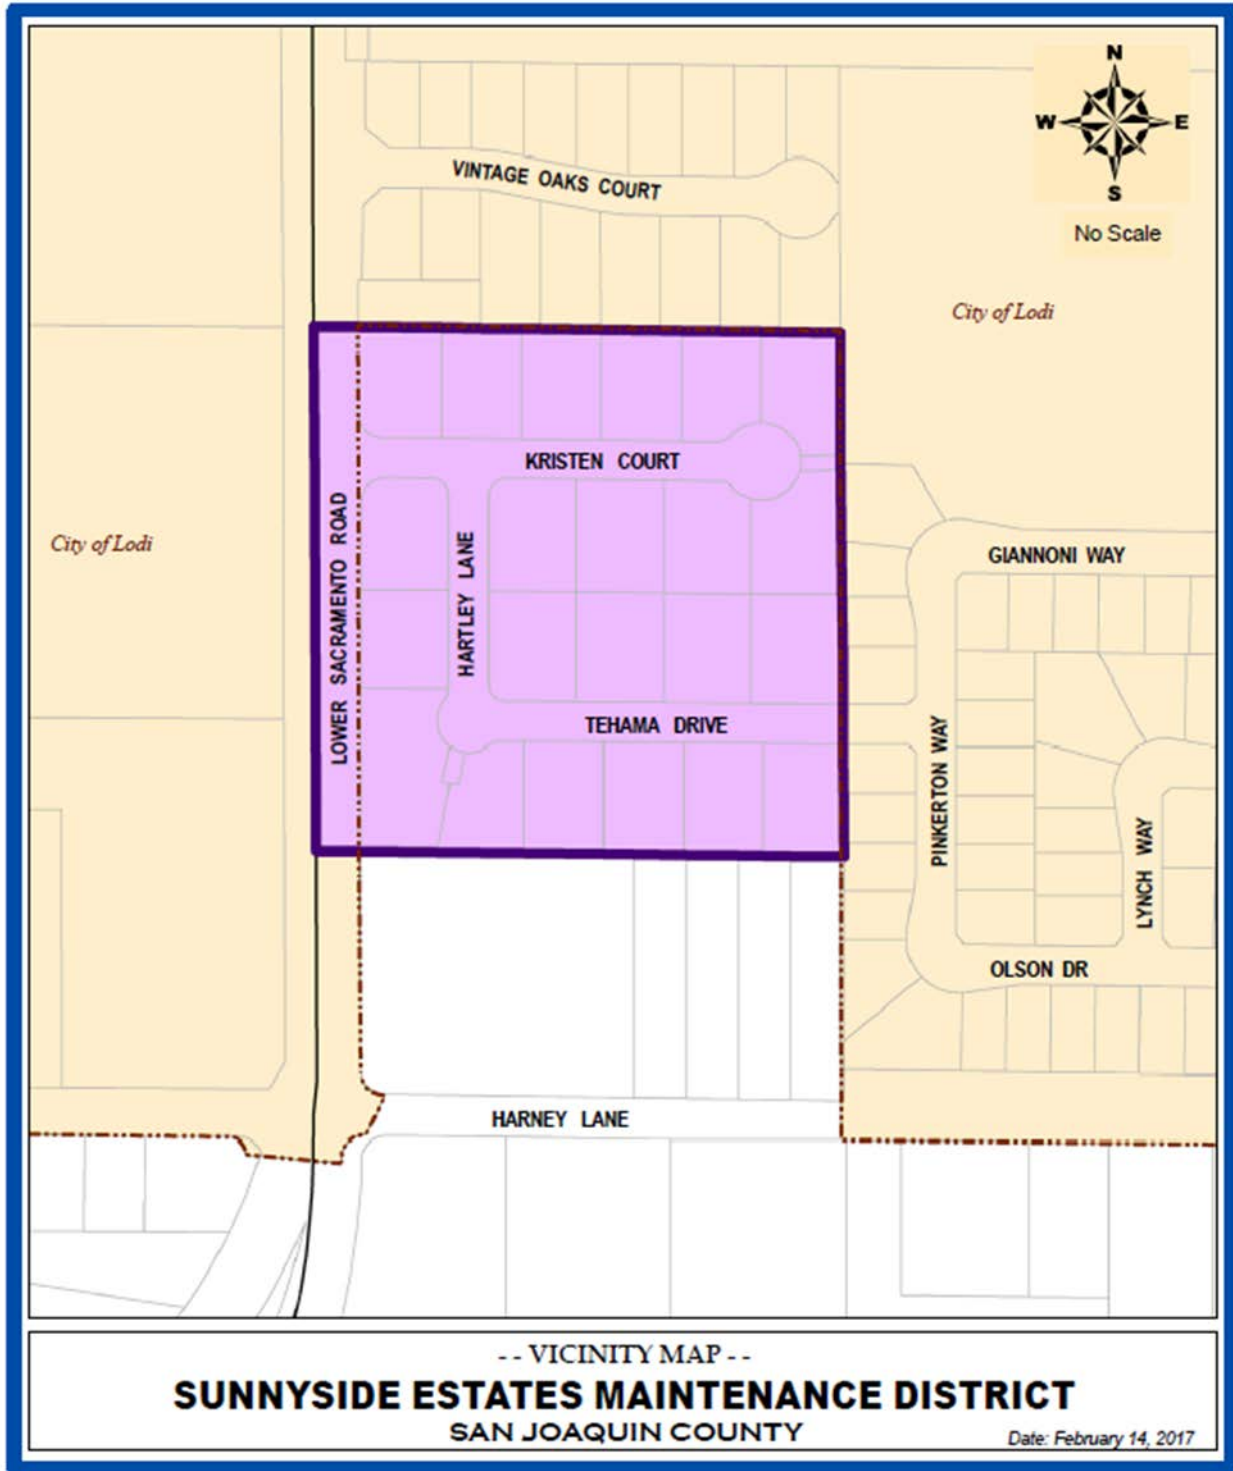 N
W E
S
No Scale
VINTAGE OAKS COURT
City of Lodi
KRISTEN COURT
City of Lodi
LOWER SACRAMENTO ROAD
HARTLEY LANE
GIANNONI WAY
TEHAMA DRIVE
PINKERTON WAY
LYNCH WAY
OLSON DR
HARNEY LANE
- - VICINITY MAP - -
SUNNYSIDE ESTATES MAINTENANCE DISTRICT
SAN JOAQUIN COUNTY
Date: February 14, 2017